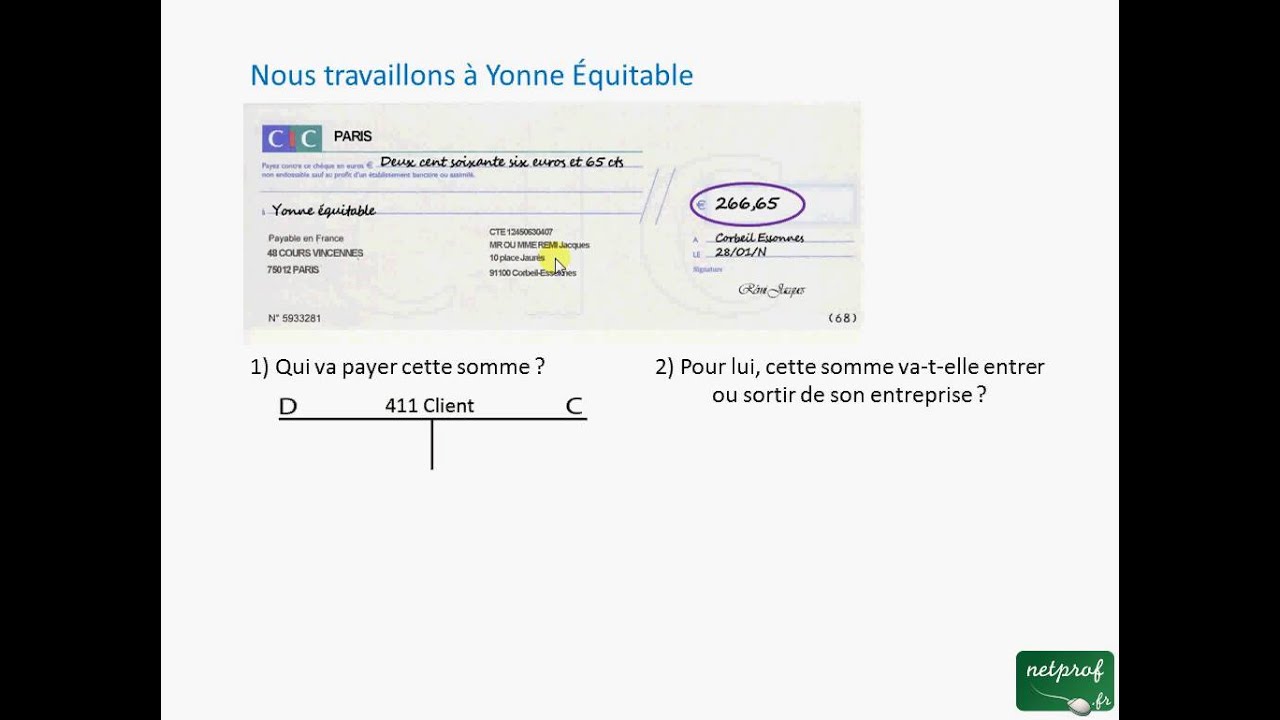 Nous travaillons à Yonne Équitable
CIC PARIS
Payez contre ce chèque en euros € Deux cent soixante six euros et 65 cts
non endossable sauf au profit d'un établissement bancaire ou assimilé.
à Yonne équitable
€ 266,65
Payable en France
48 COURS VINCENNES
75012 PARIS
CTE 12450630407
MR OU MME REMI Jacques
10 place Jaurès
91100 Corbeil-Essonnes
A Corbeil Essonnes
LE 28/01/N
Signature
Rémi Jacques
N° 5933281
(68)
1) Qui va payer cette somme ?
2) Pour lui, cette somme va-t-elle entrer
ou sortir de son entreprise ?
D 411 Client C
netprof
.fr